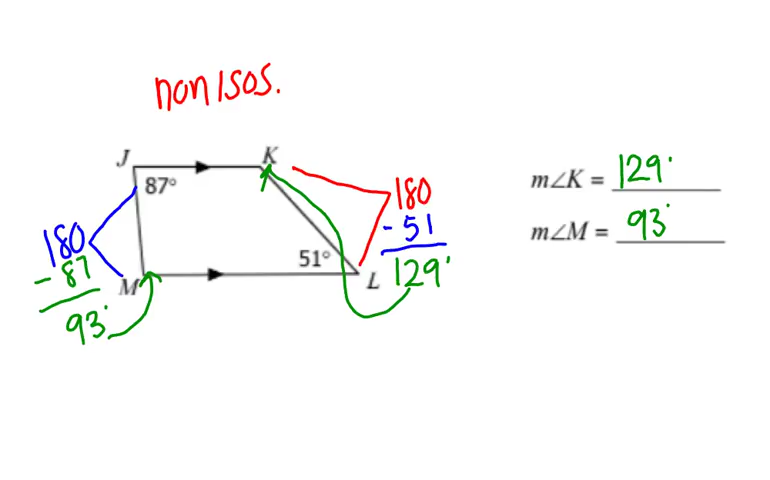 non isos.
J K
87°
180
- 87
93°
M
51°
L
180
- 51
129°
m∠K = 129°
m∠M = 93°